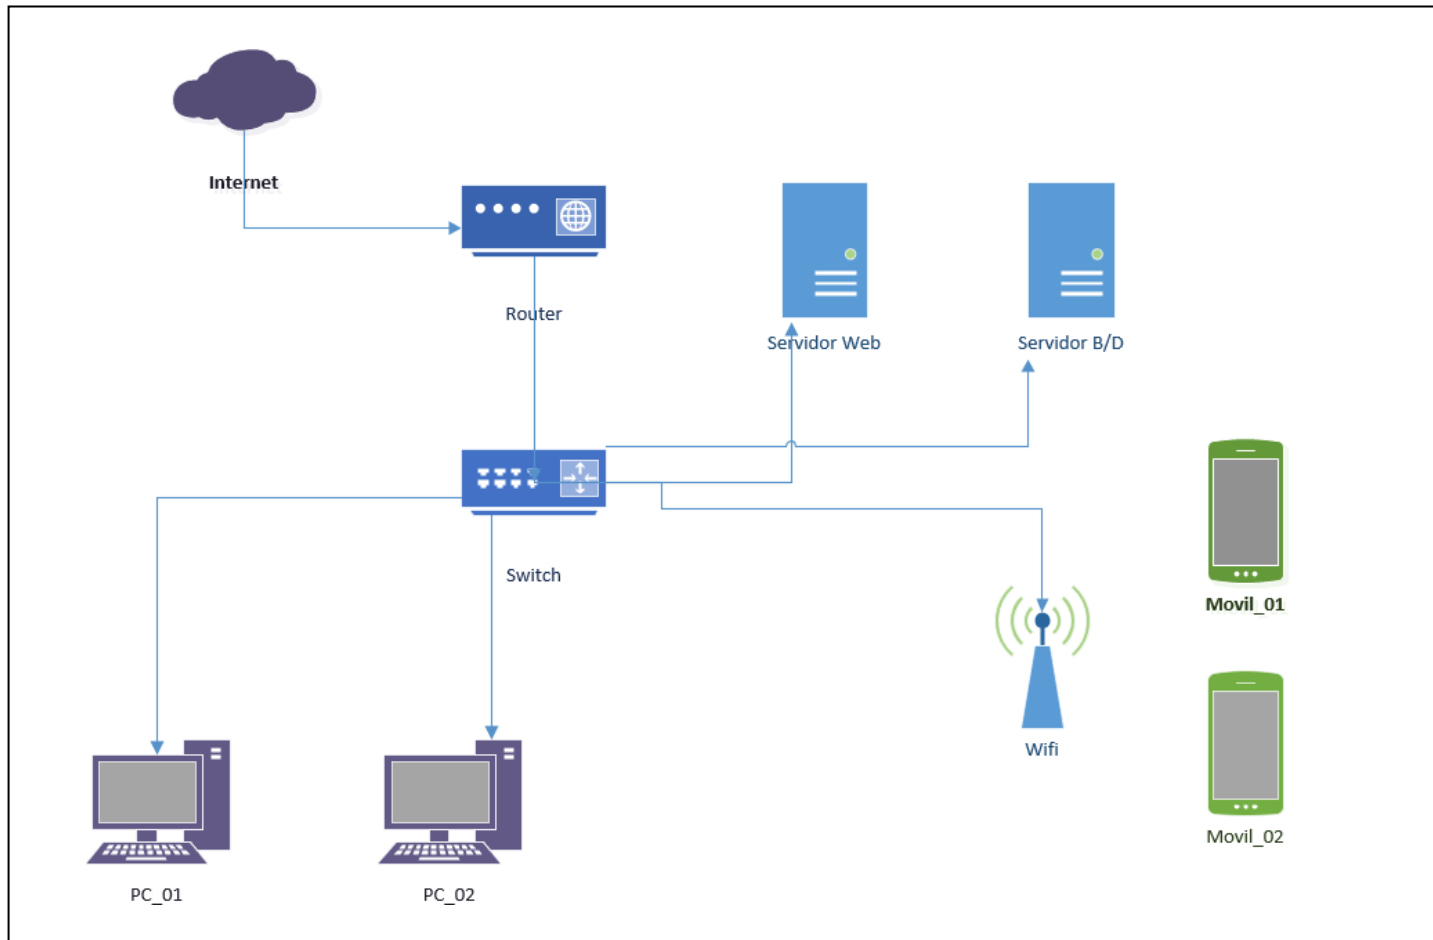 Internet
Router
Servidor Web
Servidor B/D
Switch
Movil_01
Wifi
Movil_02
PC_01
PC_02